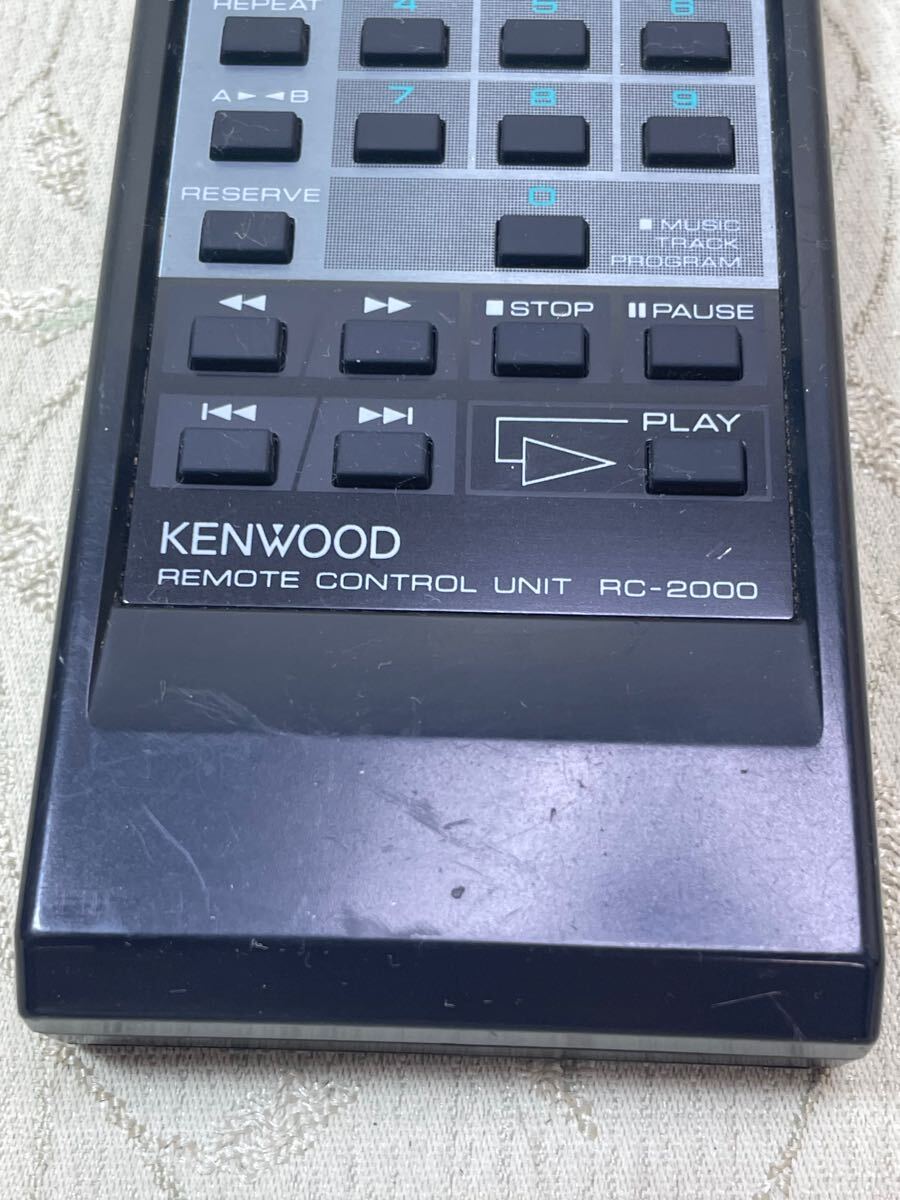 REPEAT 4 5 6
A ►◄ B 7 8 9
RESERVE 0
■ MUSIC
TRACK
PROGRAM
◄◄ ►► ■ STOP ▮▮ PAUSE
|◄◄ ►►| PLAY
KENWOOD
REMOTE CONTROL UNIT RC-2000